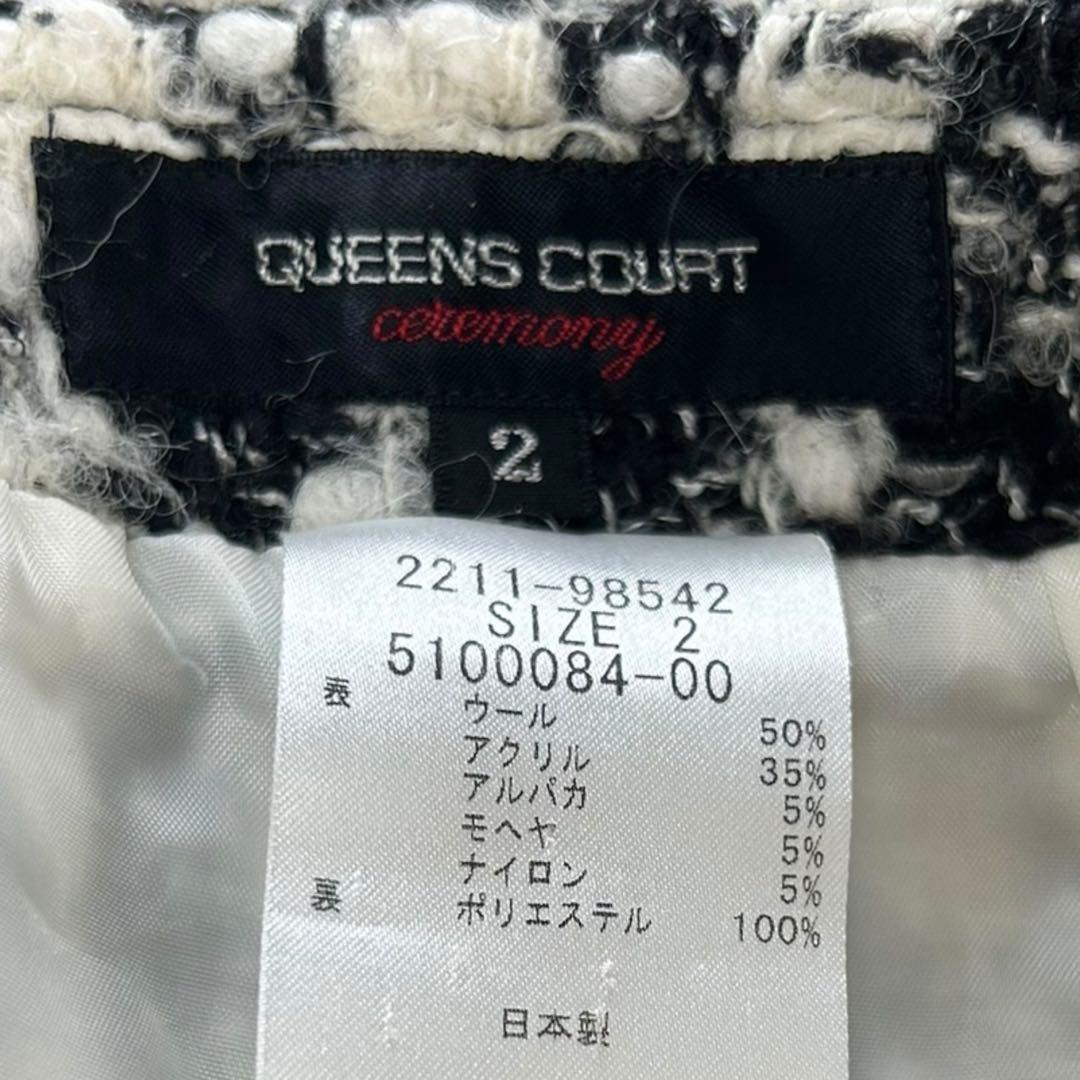 QUEENS COURT
ceremony
2
2211-98542
SIZE 2
5100084-00
表 ウール 50%
アクリル 35%
アルパカ 5%
モヘヤ 5%
ナイロン 5%
裏 ポリエステル 100%
日本製